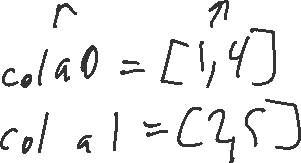 r ↗
cola0 = [1,4]
col a1 = [2,5]